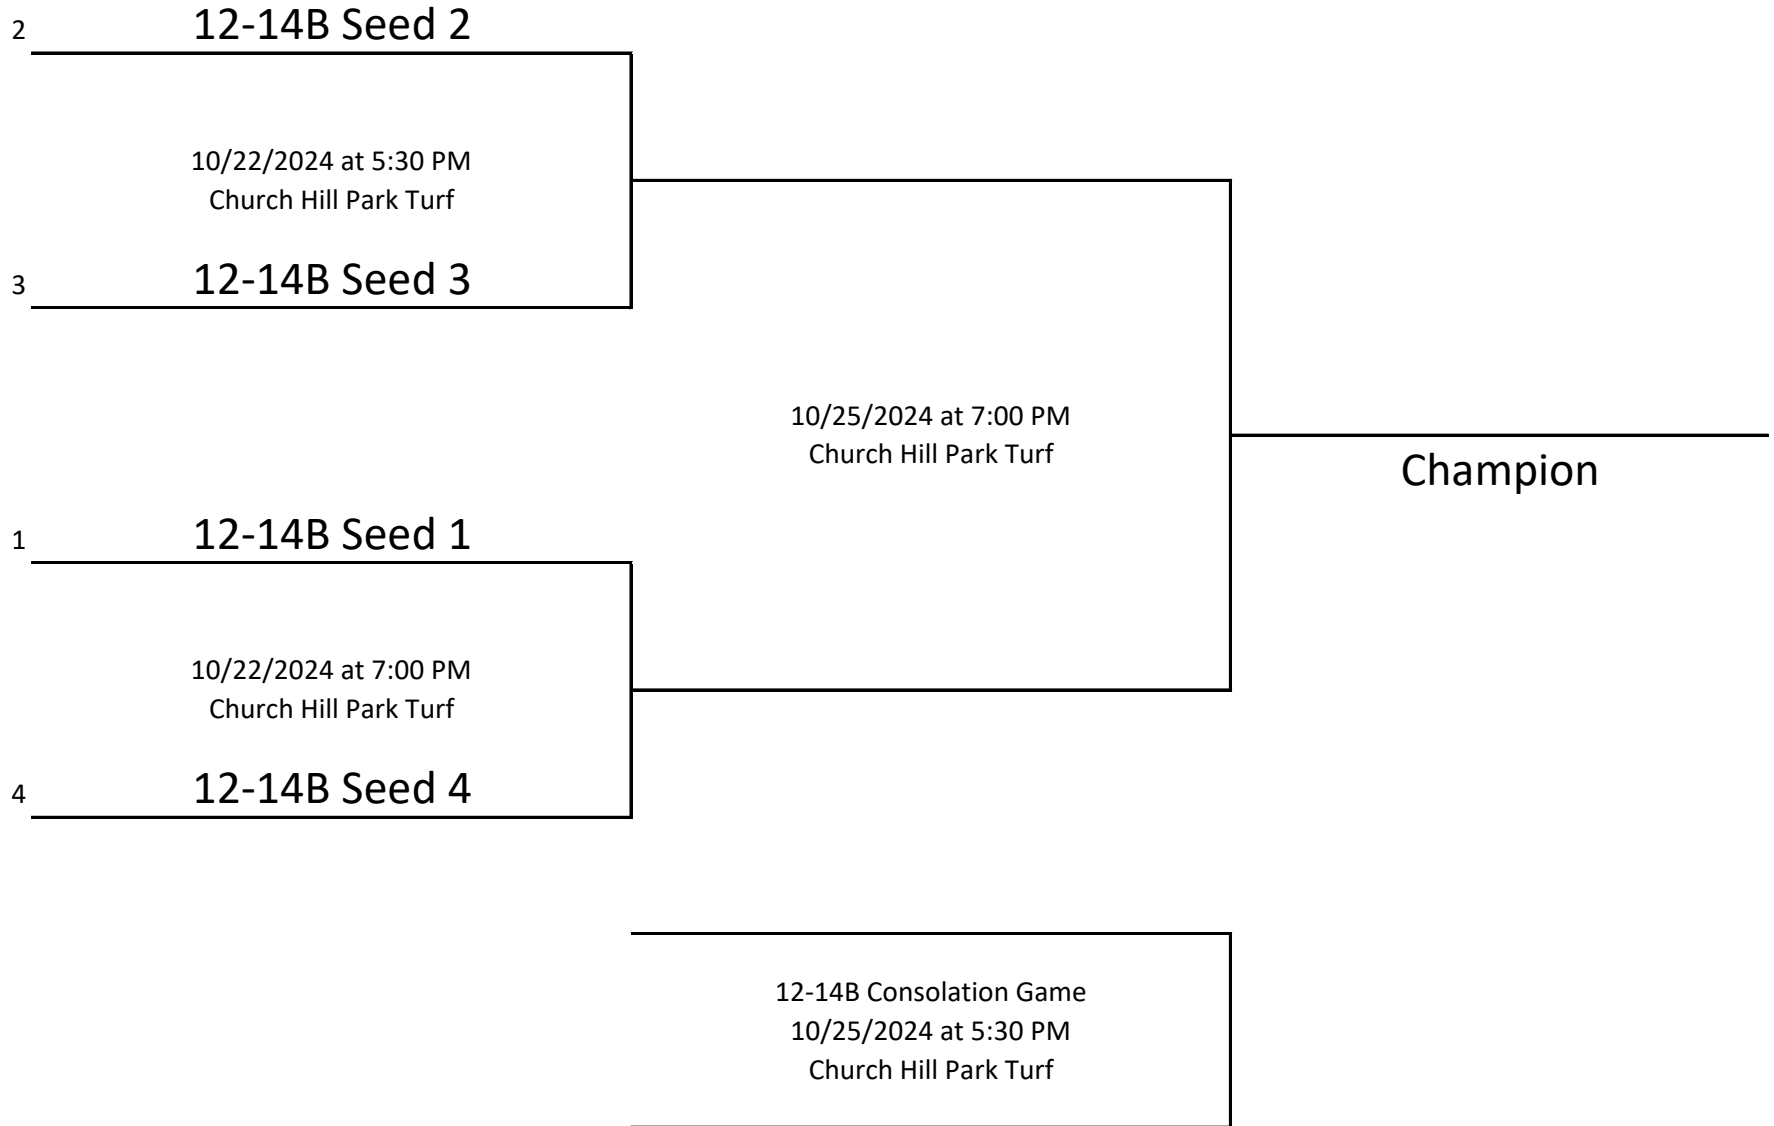 2 12-14B Seed 2
10/22/2024 at 5:30 PM
Church Hill Park Turf
3 12-14B Seed 3
10/25/2024 at 7:00 PM
Church Hill Park Turf
Champion
1 12-14B Seed 1
10/22/2024 at 7:00 PM
Church Hill Park Turf
4 12-14B Seed 4
12-14B Consolation Game
10/25/2024 at 5:30 PM
Church Hill Park Turf